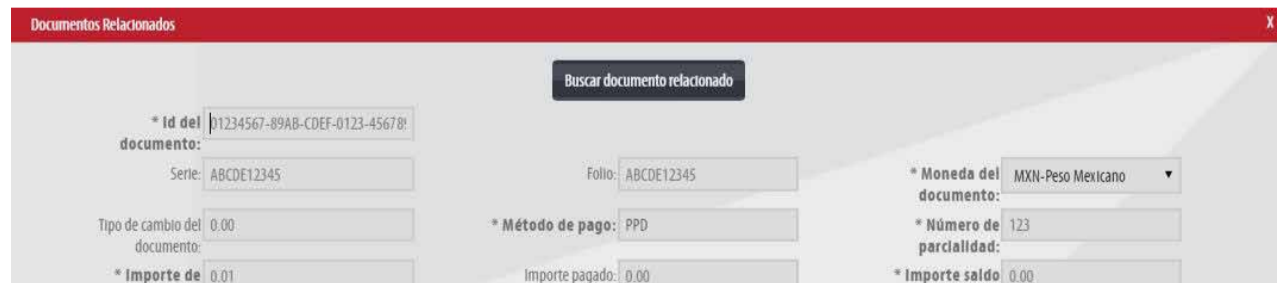 Documentos Relacionados X
Buscar documento relacionado
* Id del documento: 01234567-89AB-CDEF-0123-45678
Serie: ABCDE12345 Folio: ABCDE12345 * Moneda del documento: MXN-Peso Mexicano
Tipo de cambio del documento: 0.00 * Método de pago: PPD * Número de parcialidad: 123
* Importe de 0.01 Importe pagado: 0.00 * Importe saldo 0.00